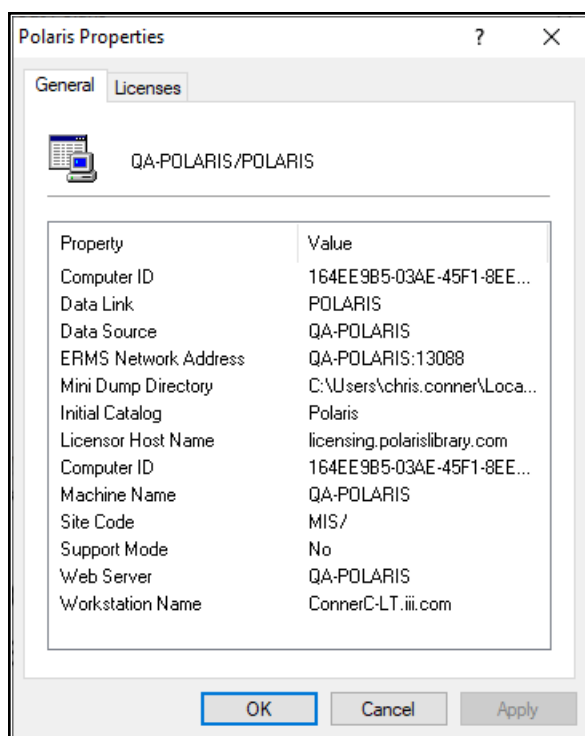 Polaris Properties ? ×
General Licenses
QA-POLARIS/POLARIS
Property Value
Computer ID 164EE9B5-03AE-45F1-8EE...
Data Link POLARIS
Data Source QA-POLARIS
ERMS Network Address QA-POLARIS:13088
Mini Dump Directory C:\Users\chris.conner\Loca...
Initial Catalog Polaris
Licensor Host Name licensing.polarislibrary.com
Computer ID 164EE9B5-03AE-45F1-8EE...
Machine Name QA-POLARIS
Site Code MIS/
Support Mode No
Web Server QA-POLARIS
Workstation Name ConnerC-LT.iii.com
OK Cancel Apply